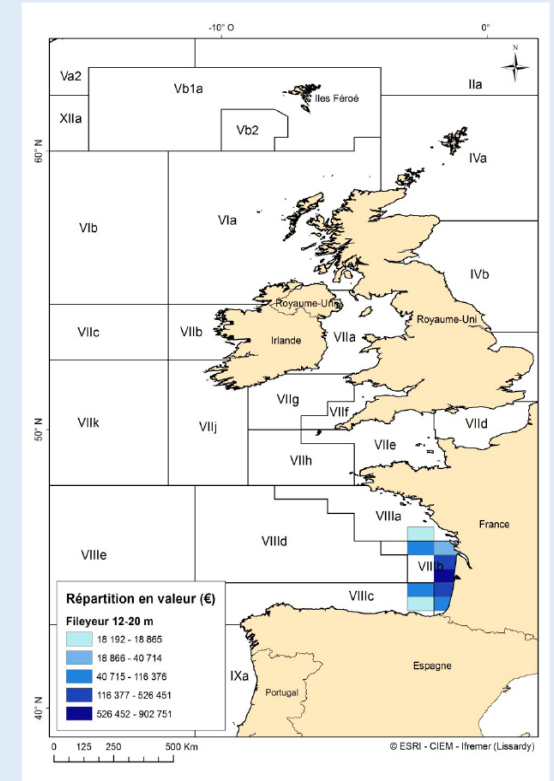 -10° O
0°
N
Va2
Vb1a
IIa
Iles Féroé
XIIa
Vb2
60° N
IVa
VIb
VIa
IVb
Royaume-Uni
Royaume-Uni
VIIc
VIIb
VIIa
Irlande
VIIg
VIIk
VIIj
VIIf
VIId
50° N
VIIe
VIIh
VIIIa
France
VIIId
VIIIe
VIIIb
VIIIc
Répartition en valeur (€)
Fileyeur 12-20 m
18 192 - 18 865
18 866 - 40 714
40 715 - 116 376
116 377 - 526 451
526 452 - 902 751
IXa
Espagne
Portugal
40° N
0 125 250 500 Km
© ESRI - CIEM - Ifremer (Lissardy)